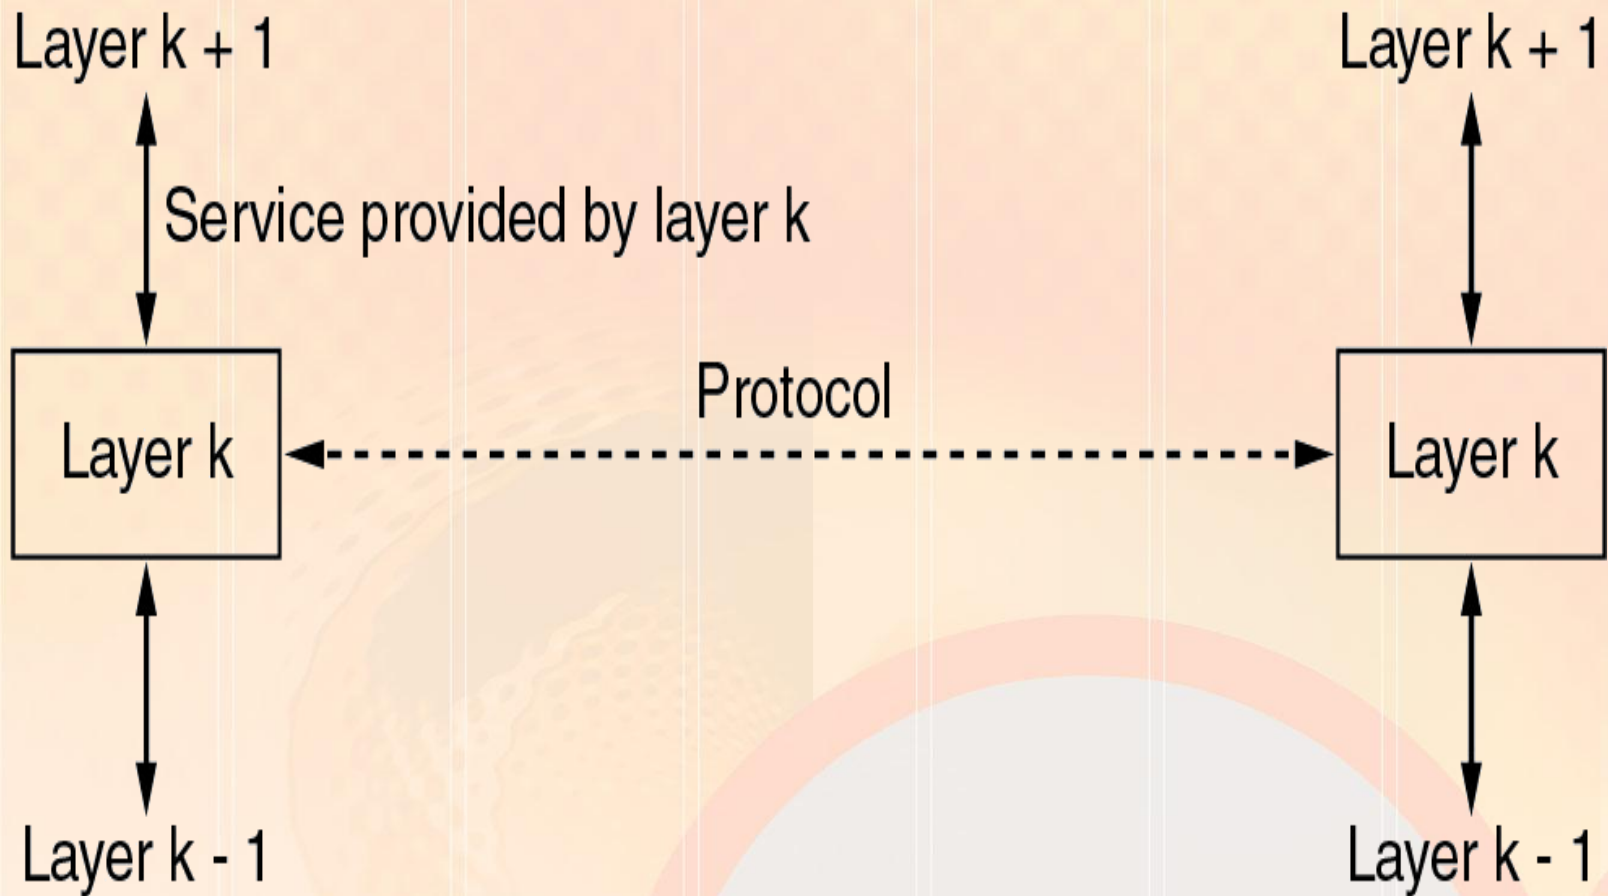 Layer k + 1
Layer k + 1
Service provided by layer k
Protocol
Layer k
Layer k
Layer k - 1
Layer k - 1